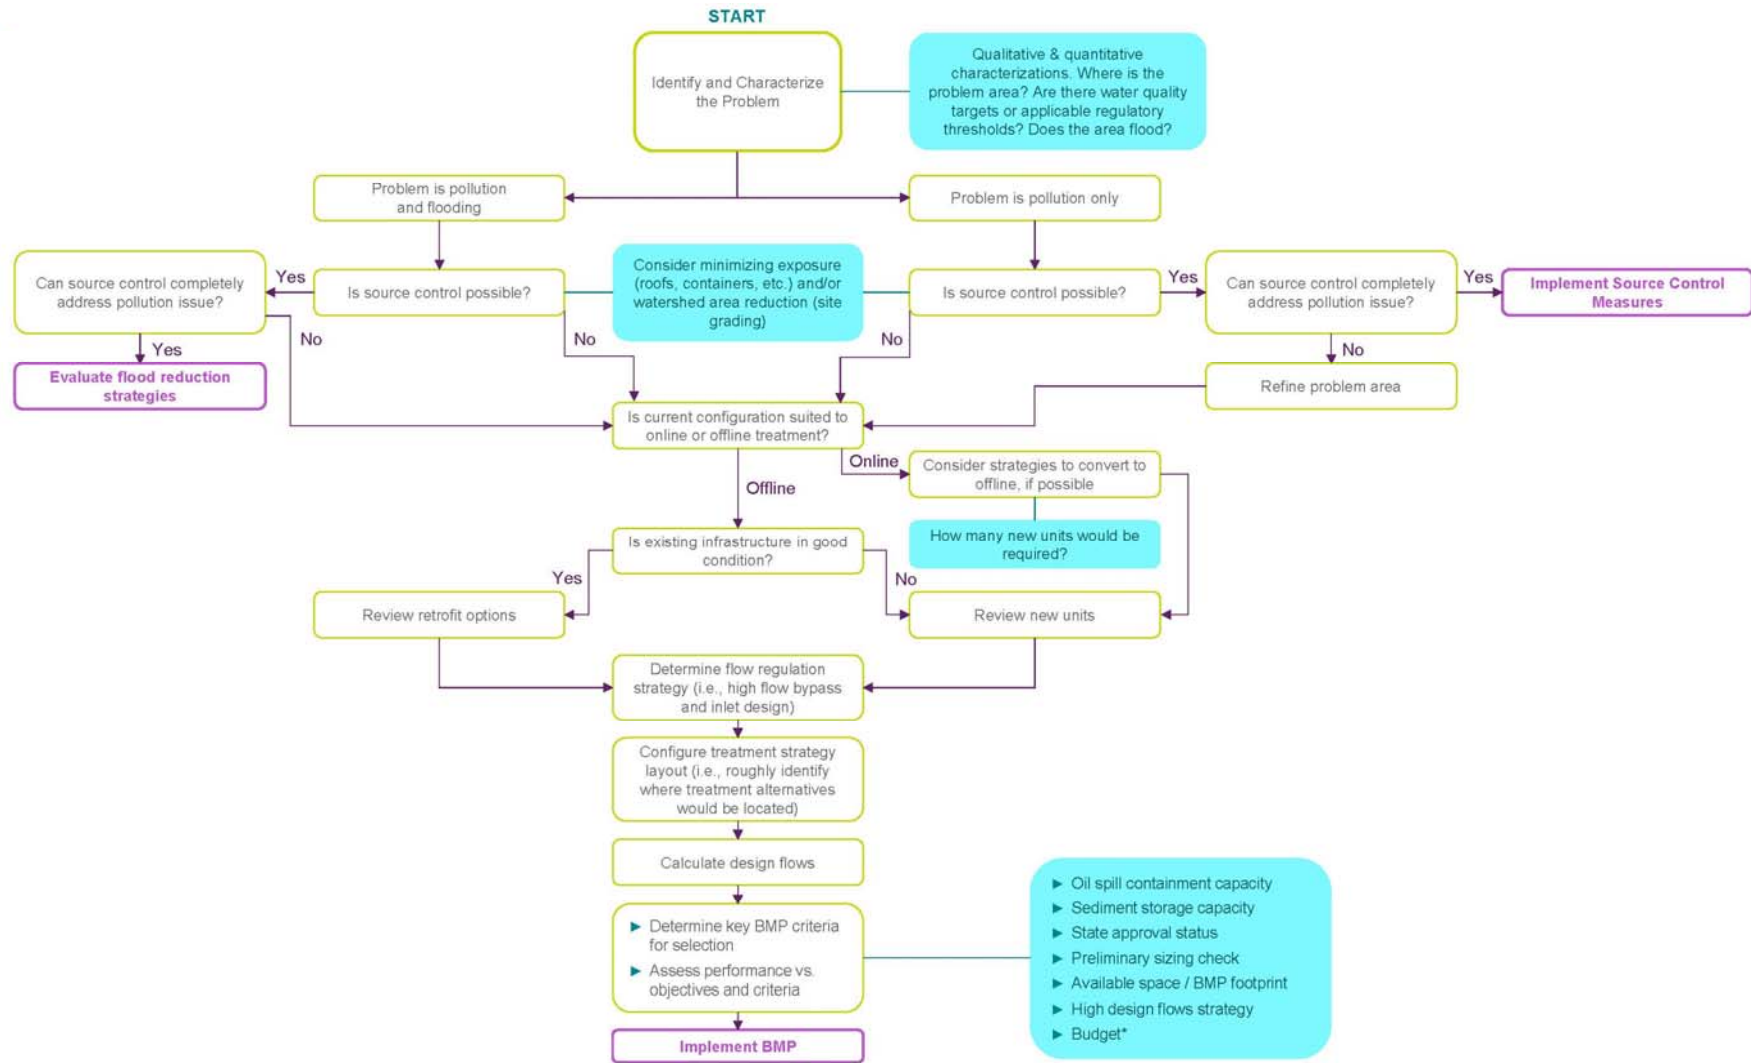 START
Identify and Characterize
the Problem
Qualitative & quantitative
characterizations. Where is the
problem area? Are there water quality
targets or applicable regulatory
thresholds? Does the area flood?
Problem is pollution
and flooding
Problem is pollution only
Can source control completely
address pollution issue?
Yes
Is source control possible?
Consider minimizing exposure
(roofs, containers, etc.) and/or
watershed area reduction (site
grading)
Is source control possible?
Yes
Can source control completely
address pollution issue?
Yes
Implement Source Control
Measures
No
No
No
Yes
No
Evaluate flood reduction
strategies
Refine problem area
Is current configuration suited to
online or offline treatment?
Online
Consider strategies to convert to
offline, if possible
Offline
How many new units would be
required?
Is existing infrastructure in good
condition?
Yes
No
Review retrofit options
Review new units
Determine flow regulation
strategy (i.e., high flow bypass
and inlet design)
Configure treatment strategy
layout (i.e., roughly identify
where treatment alternatives
would be located)
Calculate design flows
► Determine key BMP criteria
for selection
► Assess performance vs.
objectives and criteria
► Oil spill containment capacity
► Sediment storage capacity
► State approval status
► Preliminary sizing check
► Available space / BMP footprint
► High design flows strategy
► Budget*
Implement BMP